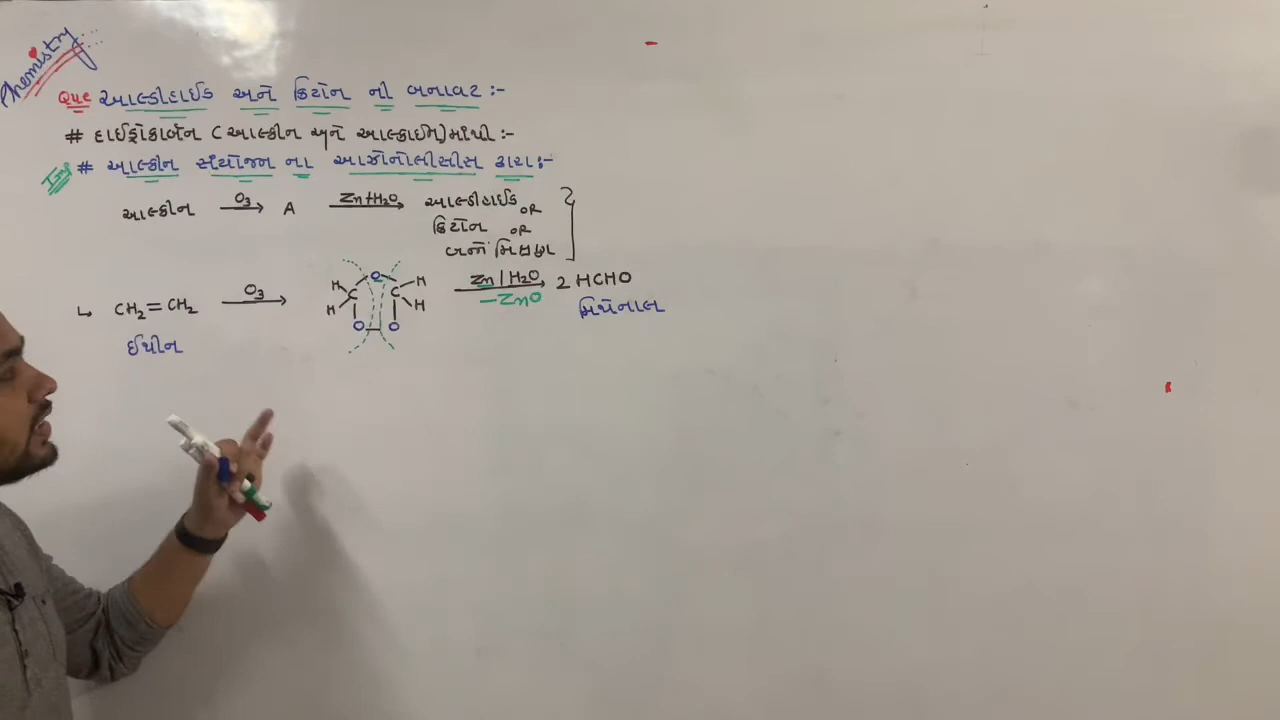 Chemistry
Que આલ્ડીહાઈડ અને કિટોન ની બનાવટ :-
# હાઈડ્રોકાર્બન (આલ્કીન અને આલ્કાઈન) માંથી :-
Imp # આલ્કીન સંયોજન ના આઝોનોલીસીસ દ્વારા :-
આલ્કીન O₃ → A Zn+H₂O → આલ્ડીહાઈડ OR
કિટોન OR
બન્ને મિશ્રણ
↳ CH₂=CH₂ O₃ → H H C O C H H O O Zn | H₂O → -ZnO 2 HCHO
ઈથીન મિથેનાલ